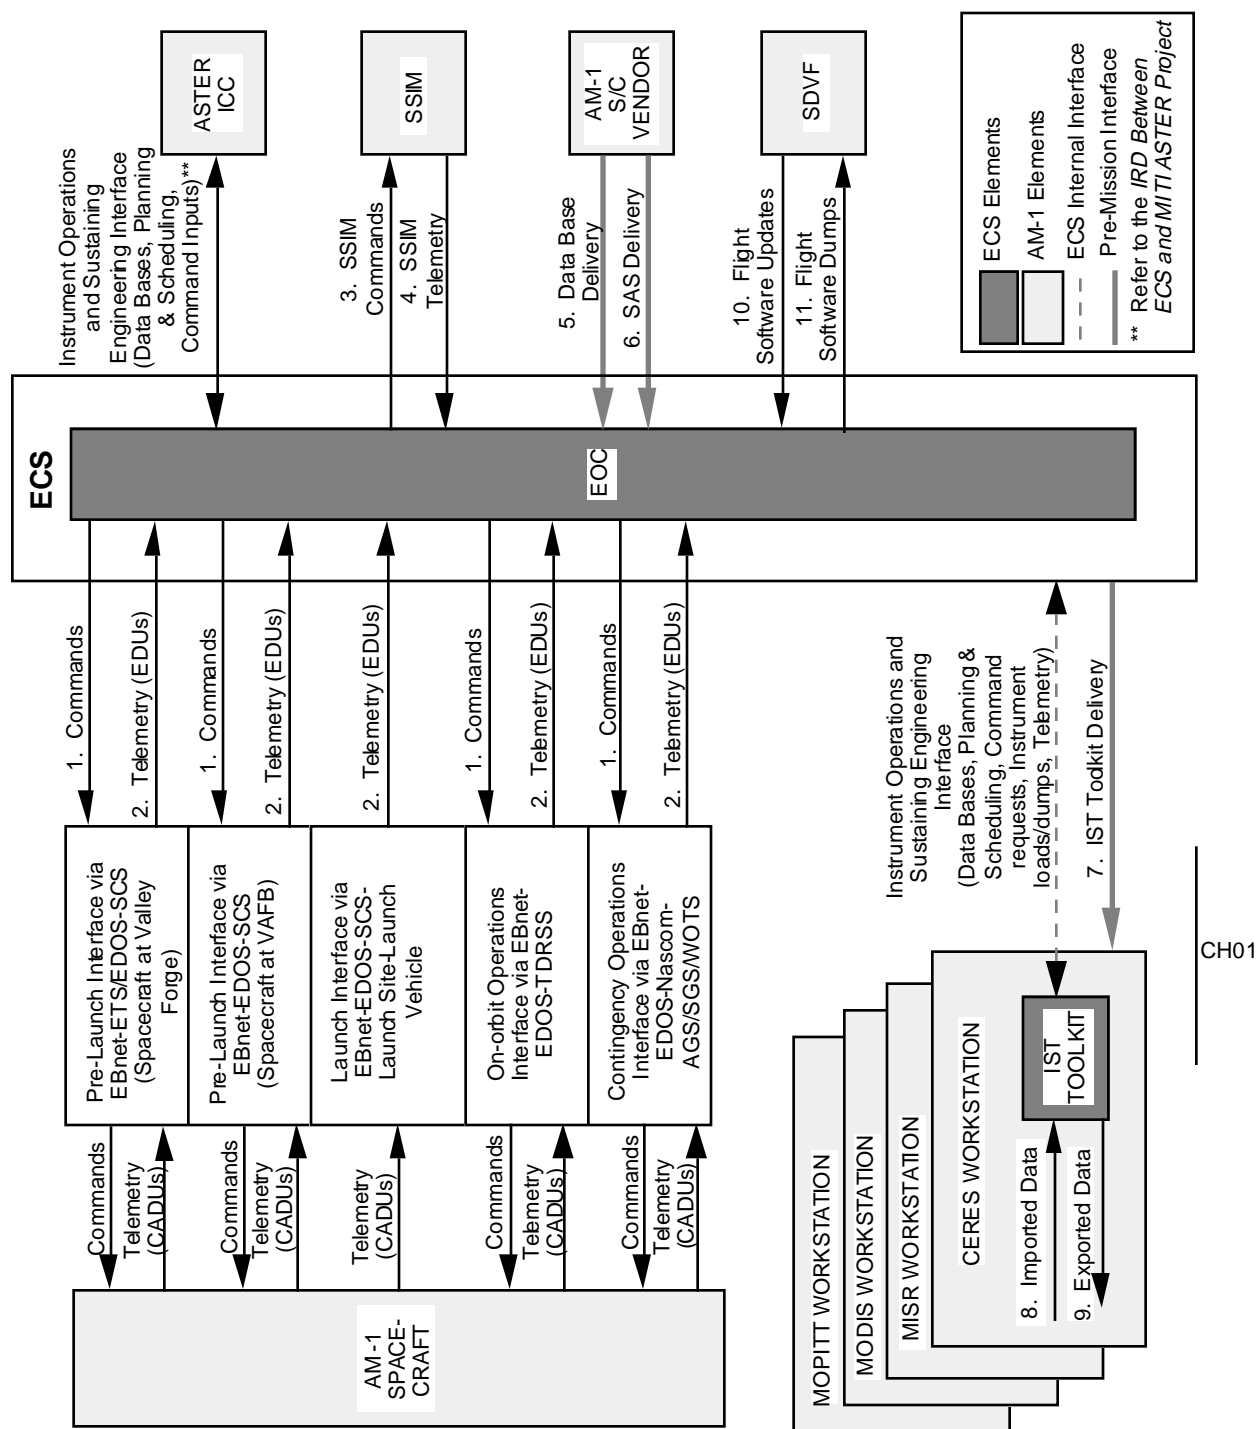 ASTER
ICC
SSIM
AM-1
S/C
VENDOR
SDVF
Instrument Operations
and Sustaining
Engineering Interface
(Data Bases, Planning
& Scheduling,
Command Inputs)**
3. SSIM
Commands
4. SSIM
Telemetry
5. Data Base
Delivery
6. SAS Delivery
10. Flight
Software Updates
11. Flight
Software Dumps
ECS Elements
AM-1 Elements
ECS Internal Interface
Pre-Mission Interface
** Refer to the IRD Between
ECS and MITI ASTER Project
ECS
EOC
1. Commands
2. Telemetry (EDUs)
1. Commands
2. Telemetry (EDUs)
2. Telemetry (EDUs)
1. Commands
2. Telemetry (EDUs)
1. Commands
2. Telemetry (EDUs)
Instrument Operations and
Sustaining Engineering
Interface
(Data Bases, Planning &
Scheduling, Command
requests, Instrument
loads/dumps, Telemetry)
7. IST Toolkit Delivery
Pre-Launch Interface via
EBnet-ETS/EDOS-SCS
(Spacecraft at Valley
Forge)
Pre-Launch Interface via
EBnet-EDOS-SCS
(Spacecraft at VAFB)
Launch Interface via
EBnet-EDOS-SCS-
Launch Site-Launch
Vehicle
On-orbit Operations
Interface via EBnet-
EDOS-TDRSS
Contingency Operations
Interface via EBnet-
EDOS-Nascom-
AGS/SGS/WOTS
Commands
Telemetry
(CADUs)
Commands
Telemetry
(CADUs)
Telemetry
(CADUs)
Commands
Telemetry
(CADUs)
Commands
Telemetry
(CADUs)
AM-1
SPACE-
CRAFT
MOPITT WORKSTATION
MODIS WORKSTATION
MISR WORKSTATION
CERES WORKSTATION
IST
TOOLKIT
8. Imported Data
9. Exported Data
CH01